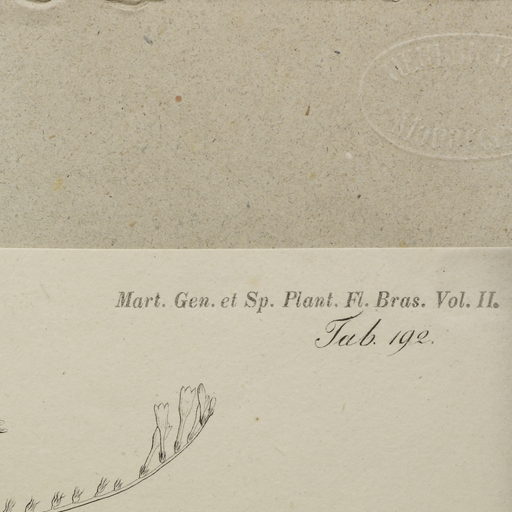 Mart. Gen. et Sp. Plant. Fl. Bras. Vol. II.
Tab. 192.